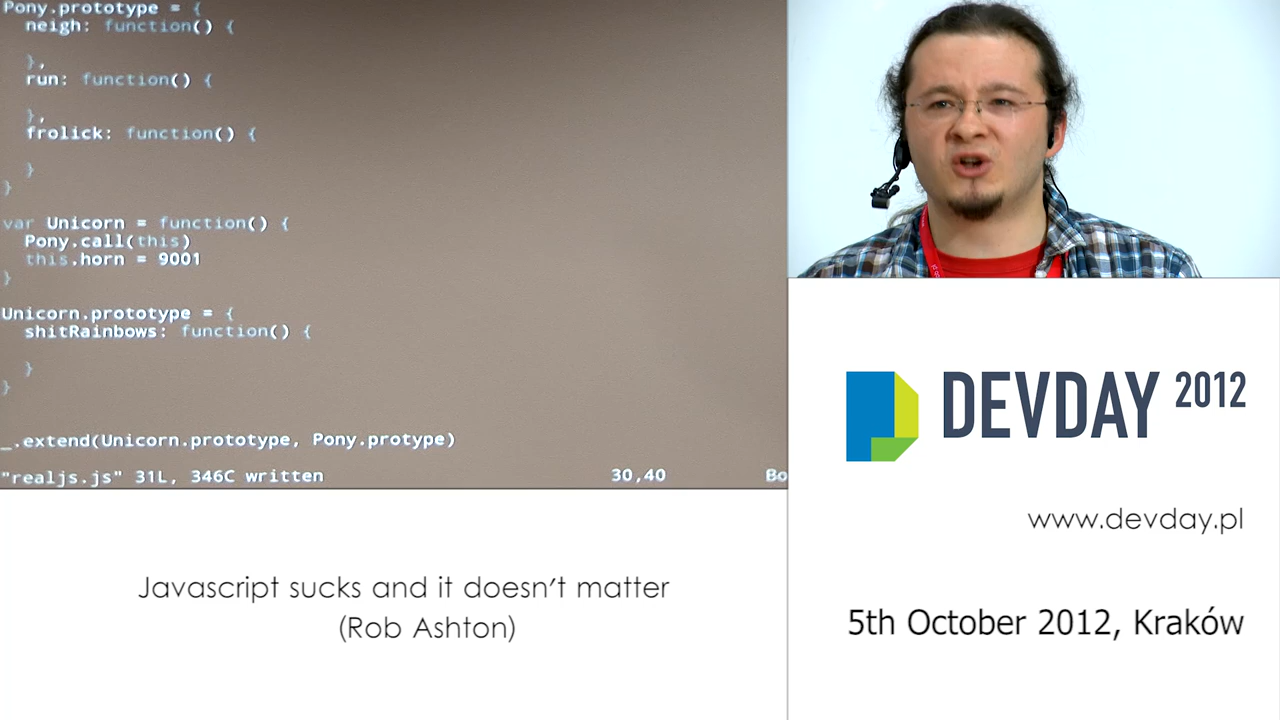 Pony.prototype = {
neigh: function() {
},
run: function() {
},
frolick: function() {
}
}
var Unicorn = function() {
Pony.call(this)
this.horn = 9001
}
Unicorn.prototype = {
shitRainbows: function() {
}
}
_.extend(Unicorn.prototype, Pony.protype)
"realjs.js" 31L, 346C written 30,40 Bo
Javascript sucks and it doesn't matter
(Rob Ashton)
DEVDAY 2012
www.devday.pl
5th October 2012, Kraków